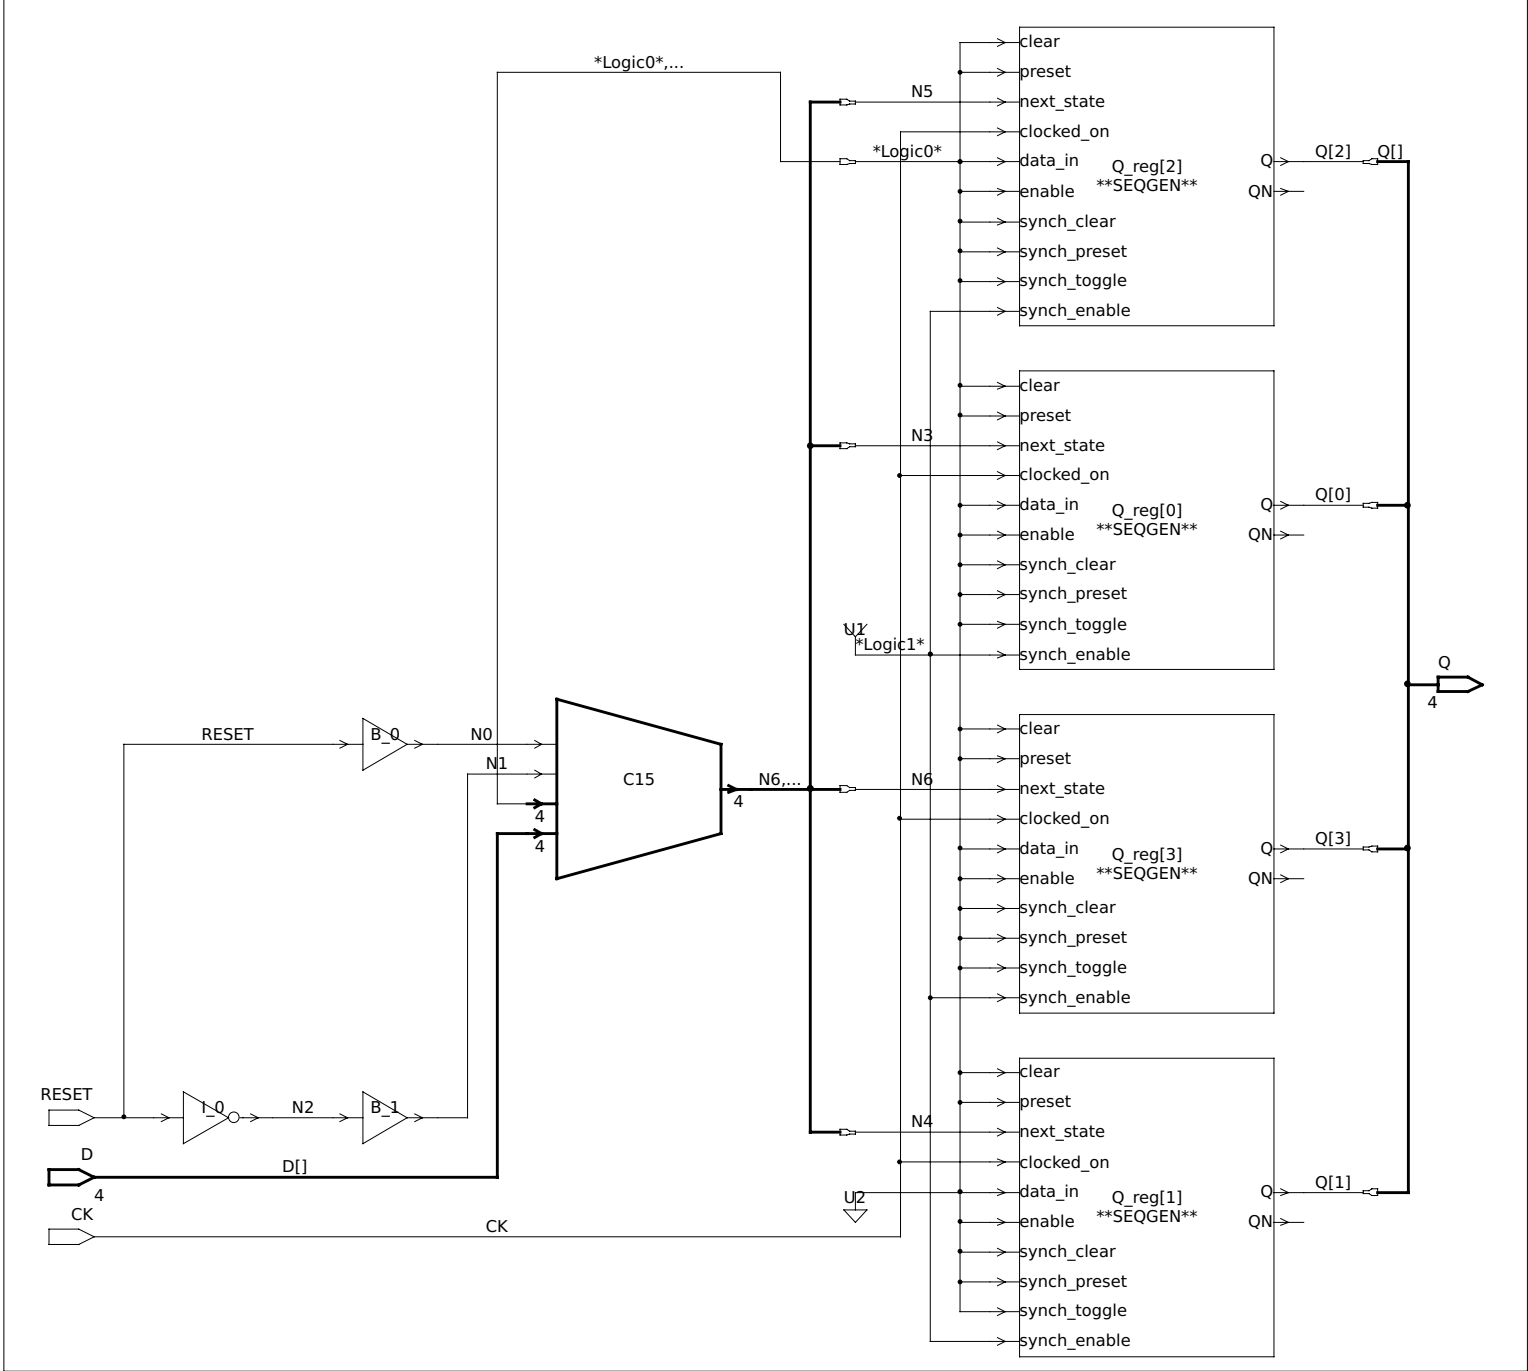 *Logic0*,...
N5
*Logic0*
clear
preset
next_state
clocked_on
data_in
enable
synch_clear
synch_preset
synch_toggle
synch_enable
Q_reg[2]
**SEQGEN**
Q
QN
Q[2]
Q[]
N3
clear
preset
next_state
clocked_on
data_in
enable
synch_clear
synch_preset
synch_toggle
synch_enable
Q_reg[0]
**SEQGEN**
Q
QN
Q[0]
U1
*Logic1*
Q
4
RESET
B_0
N0
N1
C15
4
4
4
N6,...
N6
clear
preset
next_state
clocked_on
data_in
enable
synch_clear
synch_preset
synch_toggle
synch_enable
Q_reg[3]
**SEQGEN**
Q
QN
Q[3]
RESET
I_0
N2
B_1
D
4
D[]
CK
CK
N4
U2
clear
preset
next_state
clocked_on
data_in
enable
synch_clear
synch_preset
synch_toggle
synch_enable
Q_reg[1]
**SEQGEN**
Q
QN
Q[1]